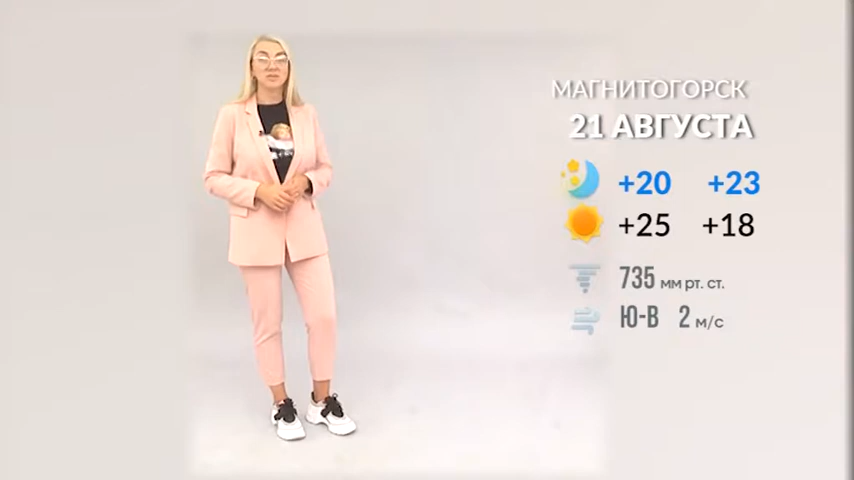 МАГНИТОГОРСК
21 АВГУСТА
+20 +23
+25 +18
735 мм рт. ст.
Ю-В 2 м/с